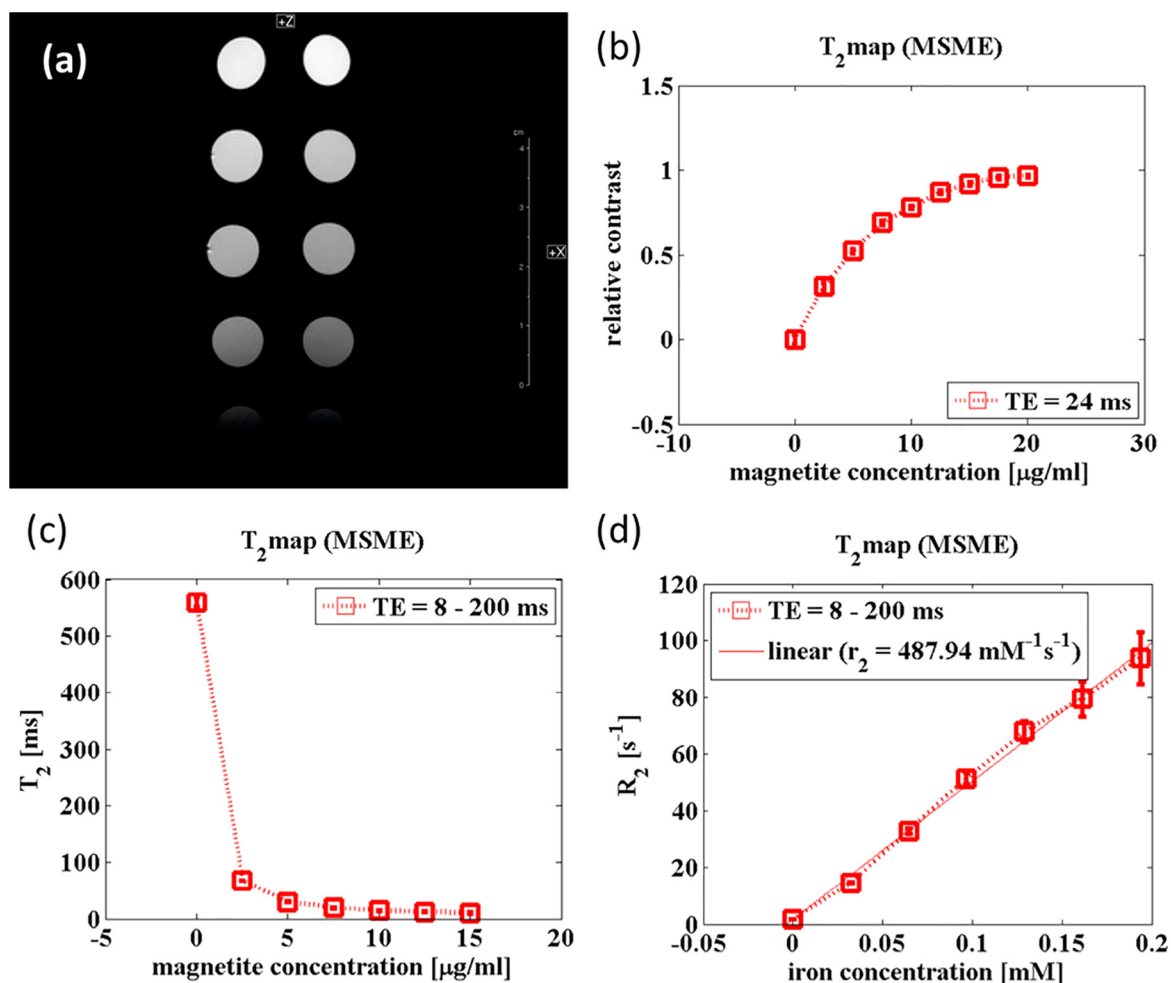 (a)
+Z
cm
4
3
2
1
0
+X
(b)
T₂map (MSME)
1.5
1
0.5
0
-0.5
-10
0
10
20
30
relative contrast
magnetite concentration [μg/ml]
TE = 24 ms
(c)
T₂map (MSME)
600
500
400
300
200
100
0
-5
0
5
10
15
20
T₂ [ms]
magnetite concentration [μg/ml]
TE = 8 - 200 ms
(d)
T₂map (MSME)
120
100
80
60
40
20
0
-0.05
0
0.05
0.1
0.15
0.2
R₂ [s⁻¹]
iron concentration [mM]
TE = 8 - 200 ms
linear (r₂ = 487.94 mM⁻¹s⁻¹)